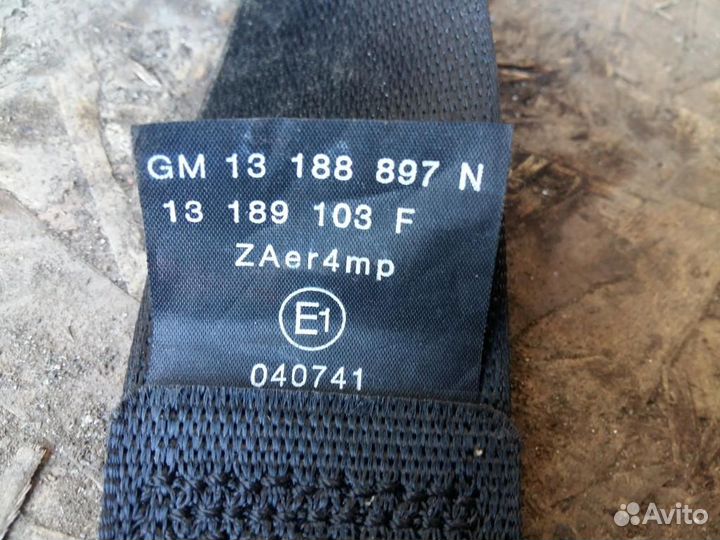 GM 13 188 897 N
13 189 103 F
ZAer4mp
E1
040741
Avito